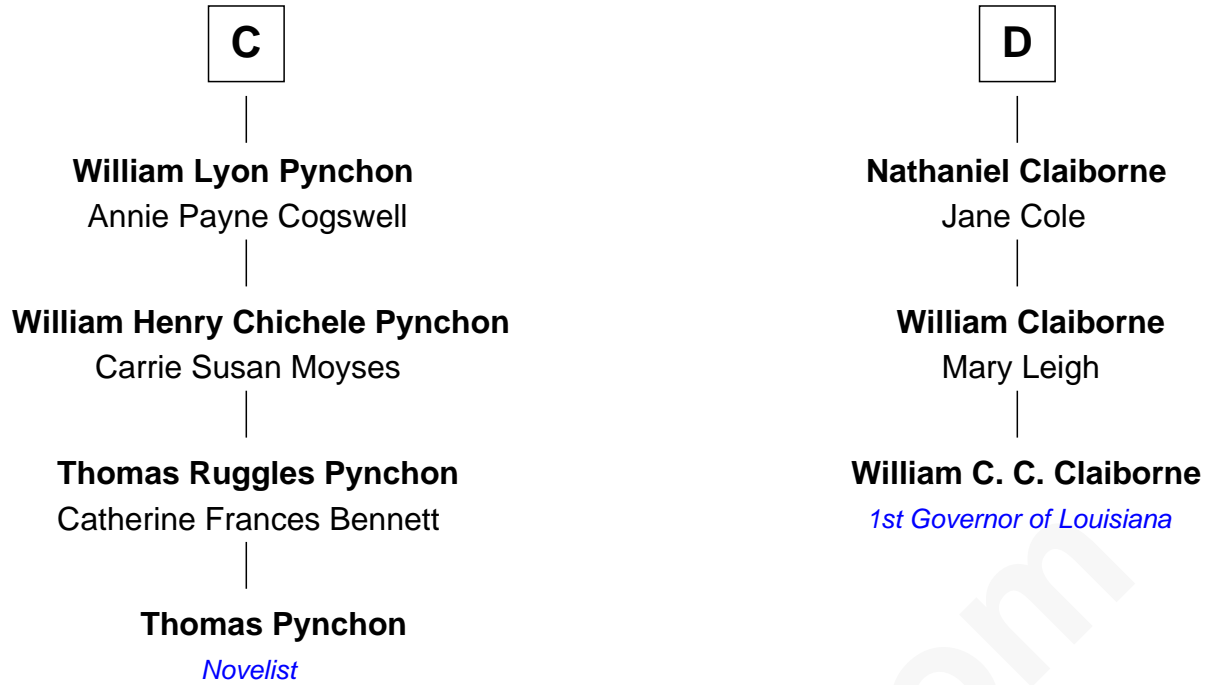 C
William Lyon Pynchon
Annie Payne Cogswell
William Henry Chichele Pynchon
Carrie Susan Moyses
Thomas Ruggles Pynchon
Catherine Frances Bennett
Thomas Pynchon
Novelist
D
Nathaniel Claiborne
Jane Cole
William Claiborne
Mary Leigh
William C. C. Claiborne
1st Governor of Louisiana
om